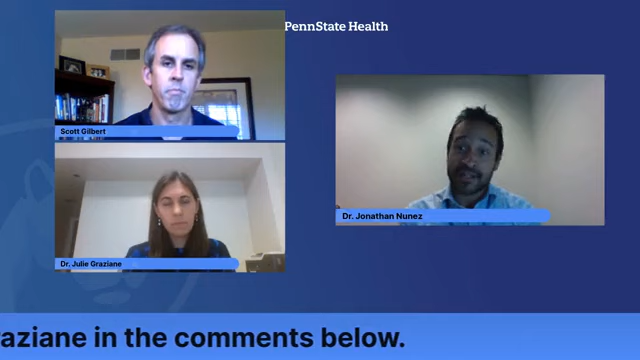 PennState Health
Scott Gilbert
Dr. Jonathan Nunez
Dr. Julie Graziane
raziane in the comments below.